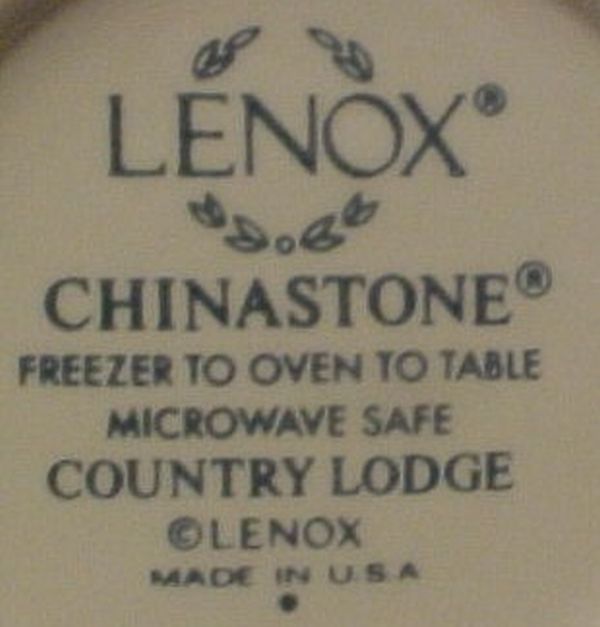 LENOX®
CHINASTONE®
FREEZER TO OVEN TO TABLE
MICROWAVE SAFE
COUNTRY LODGE
©LENOX
MADE IN U.S.A